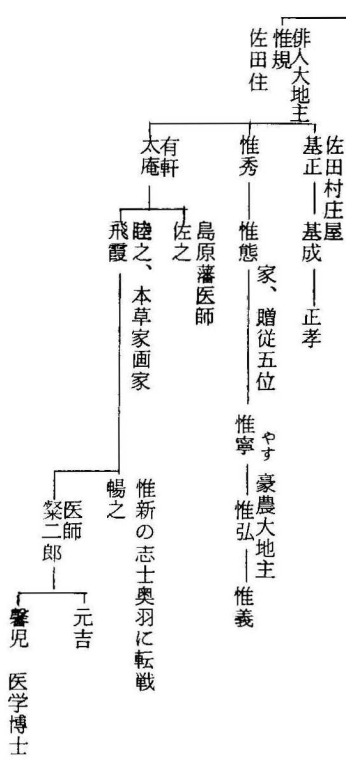 俳人大地主
惟規
佐田住
佐田村庄屋
基正
基成
正孝
惟秀
惟態
家、贈従五位
惟寧
やす
豪農大地主
惟弘
惟義
有軒
太庵
島原藩医師
佐之
睦之、本草家画家
飛霞
惟新の志士奥羽に転戦
暢之
医師
粲二郎
元吉
馨児 医学博士